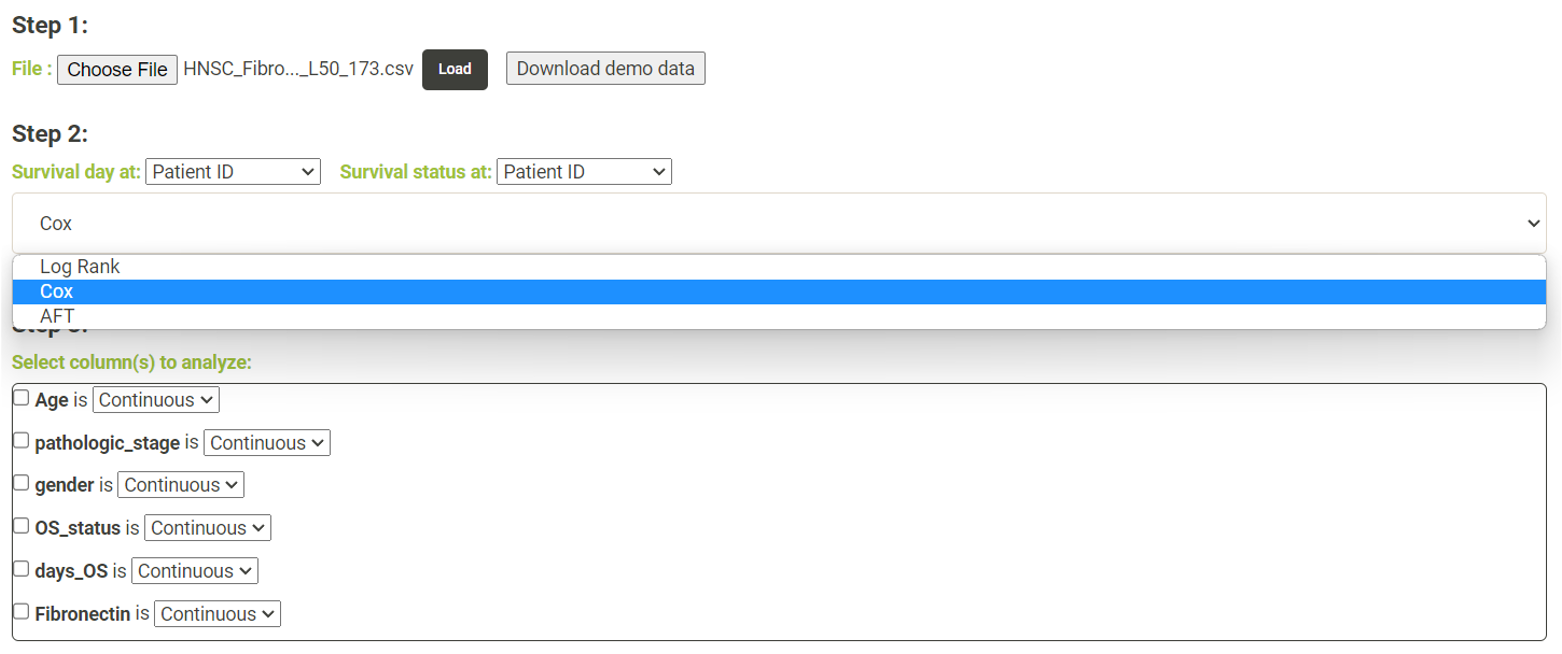 Step 1:
File : Choose File HNSC_Fibro..._L50_173.csv Load Download demo data
Step 2:
Survival day at: Patient ID Survival status at: Patient ID
Cox
Log Rank
Cox
AFT
Select column(s) to analyze:
Age is Continuous
pathologic_stage is Continuous
gender is Continuous
OS_status is Continuous
days_OS is Continuous
Fibronectin is Continuous